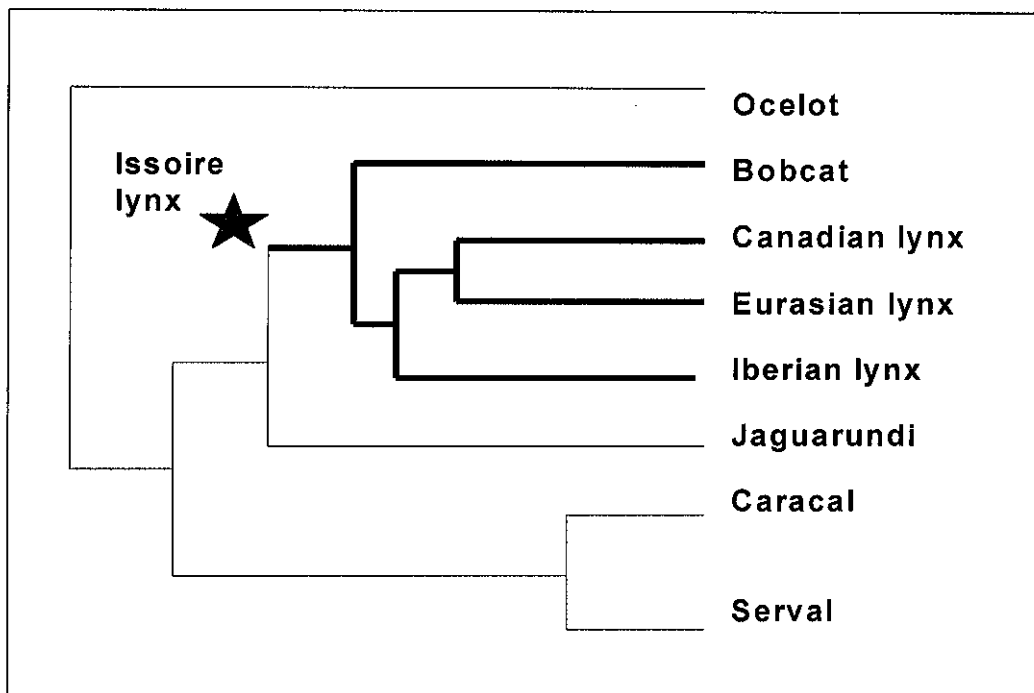 Ocelot
Issoire
lynx
Bobcat
Canadian lynx
Eurasian lynx
Iberian lynx
Jaguarundi
Caracal
Serval